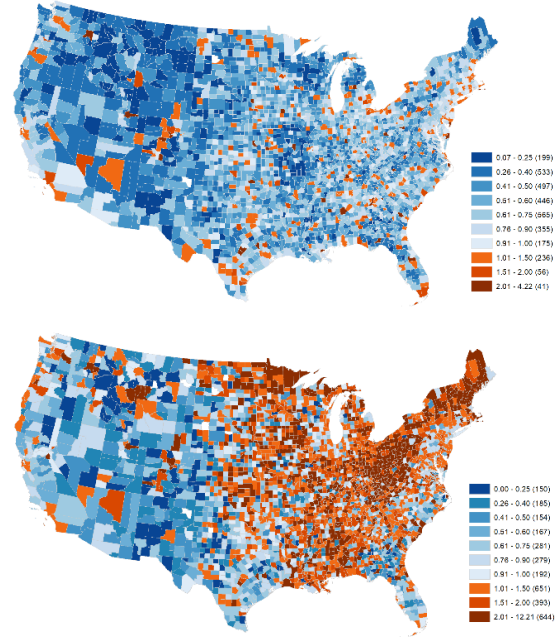 0.07 - 0.25 (199)
0.26 - 0.40 (533)
0.41 - 0.50 (497)
0.51 - 0.60 (446)
0.61 - 0.75 (565)
0.76 - 0.90 (355)
0.91 - 1.00 (175)
1.01 - 1.50 (236)
1.51 - 2.00 (56)
2.01 - 4.22 (41)
0.00 - 0.25 (150)
0.26 - 0.40 (185)
0.41 - 0.50 (154)
0.51 - 0.60 (167)
0.61 - 0.75 (281)
0.76 - 0.90 (279)
0.91 - 1.00 (192)
1.01 - 1.50 (651)
1.51 - 2.00 (393)
2.01 - 12.21 (644)